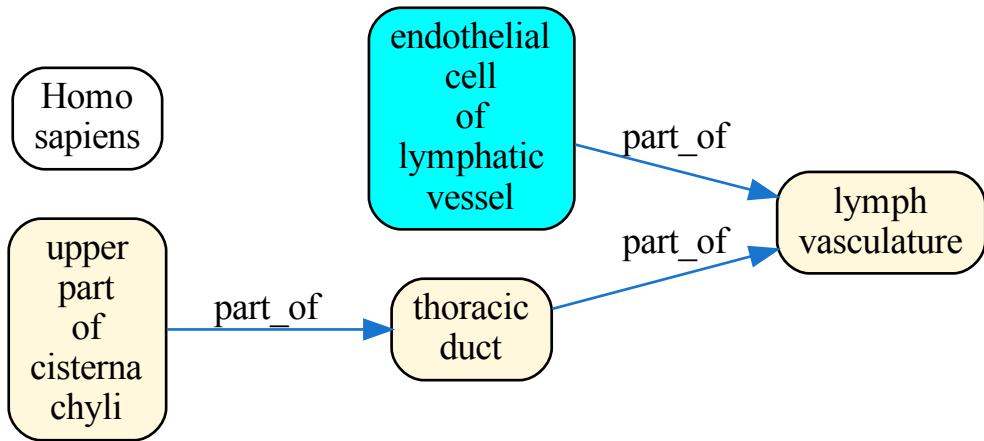 Homo
sapiens
endothelial
cell
of
lymphatic
vessel
part_of
lymph
vasculature
upper
part
of
cisterna
chyli
part_of
thoracic
duct
part_of